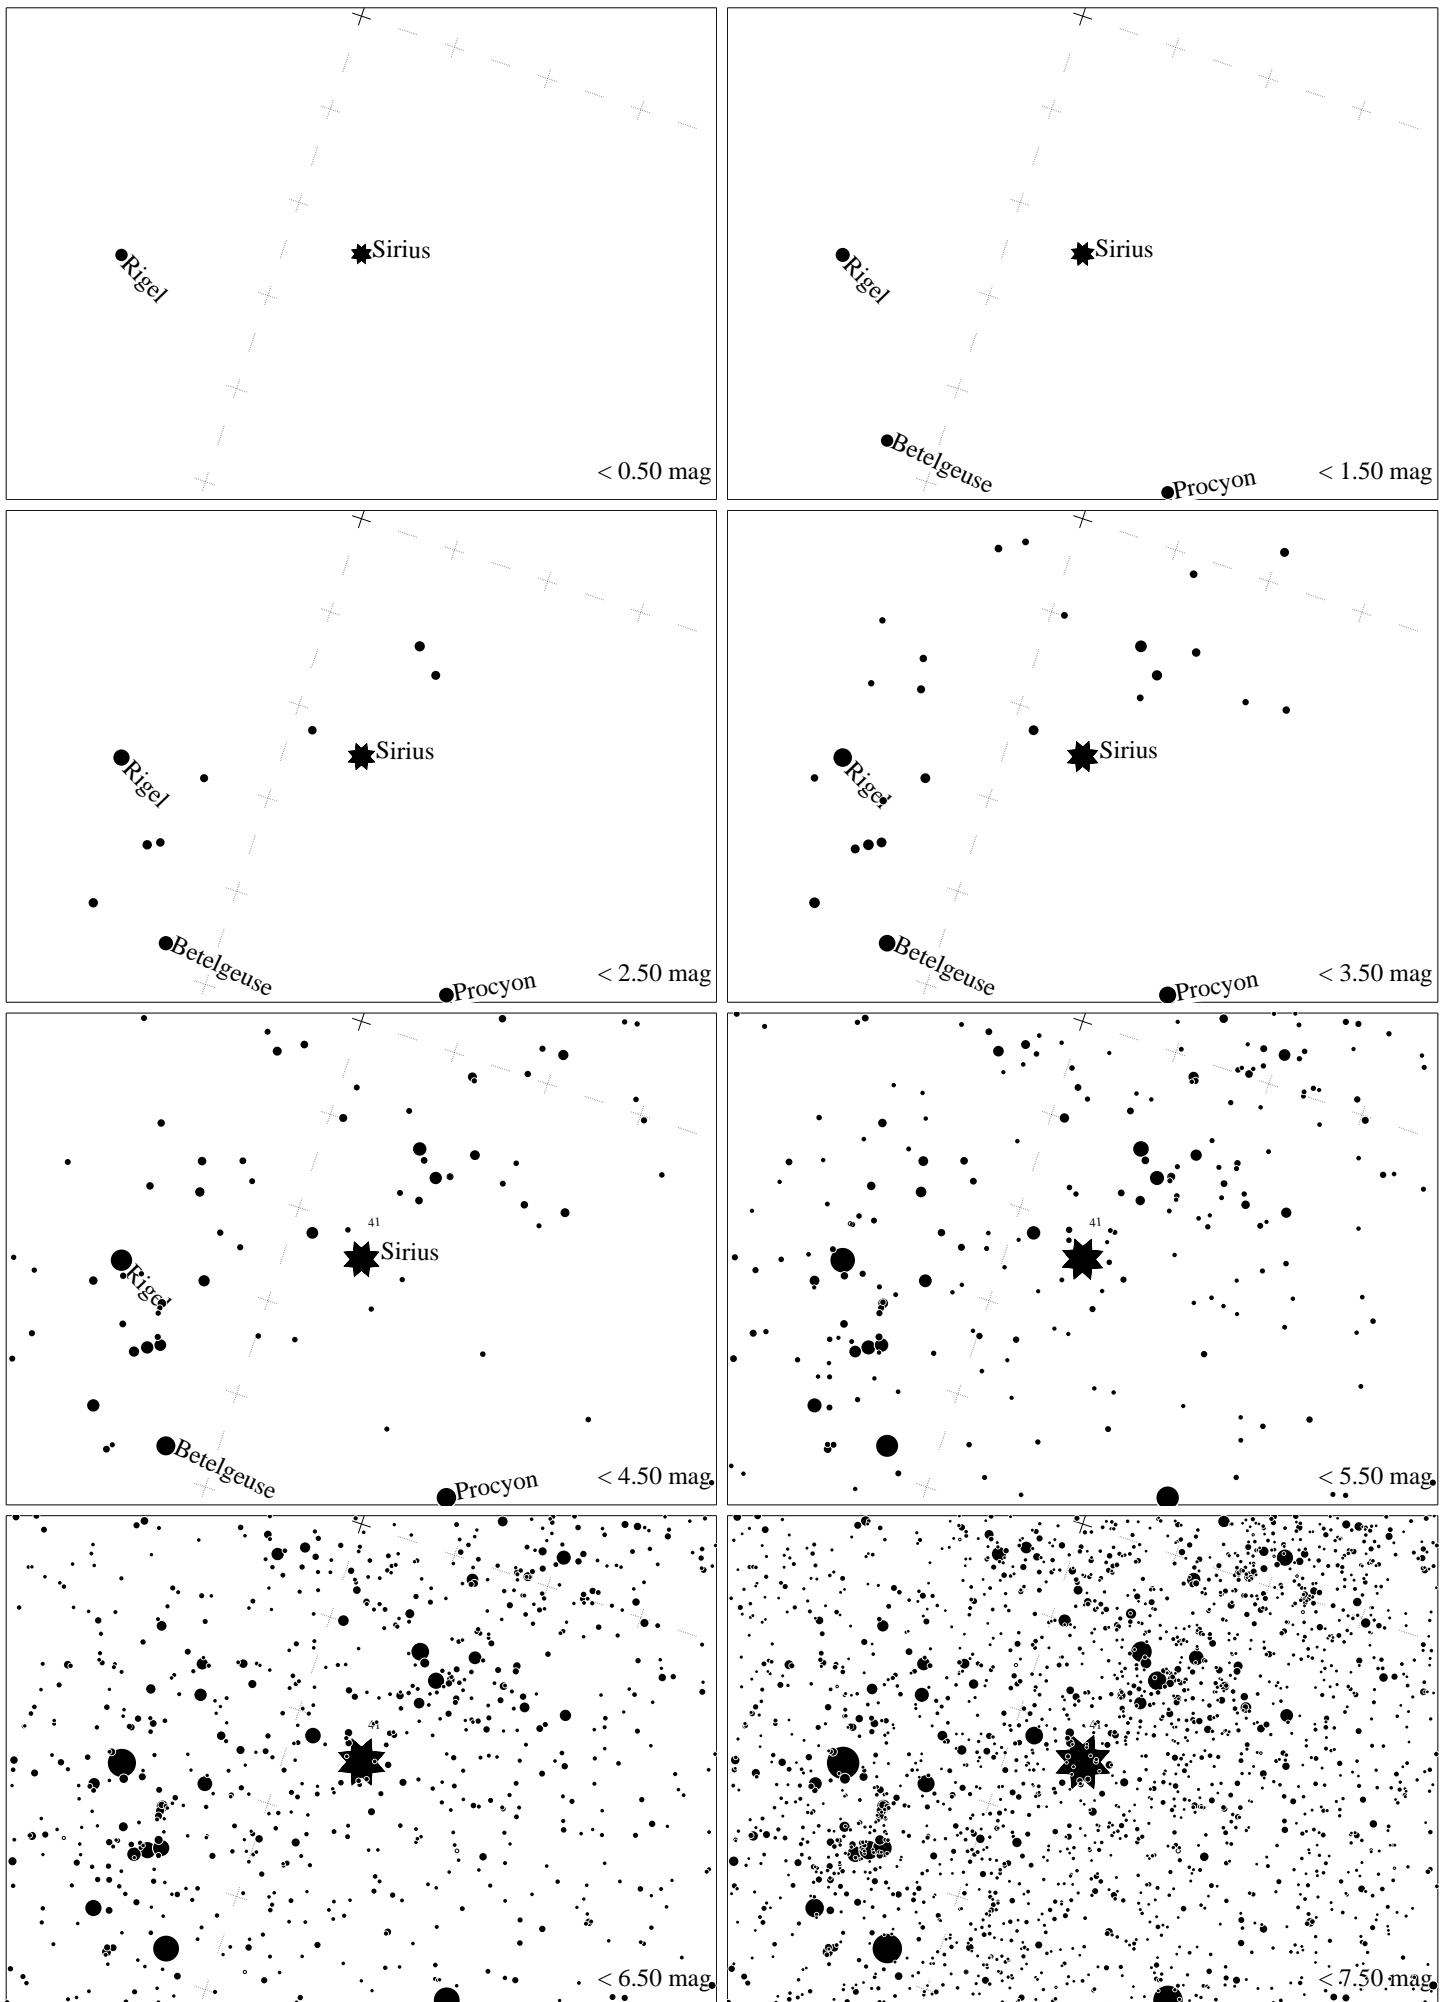 Sirius
Rigel
< 0.50 mag
Sirius
Rigel
Betelgeuse
Procyon
< 1.50 mag
Sirius
Rigel
Betelgeuse
Procyon
< 2.50 mag
Sirius
Rigel
Betelgeuse
Procyon
< 3.50 mag
41
Sirius
Rigel
Betelgeuse
Procyon
< 4.50 mag
41
< 5.50 mag
41
< 6.50 mag
41
< 7.50 mag